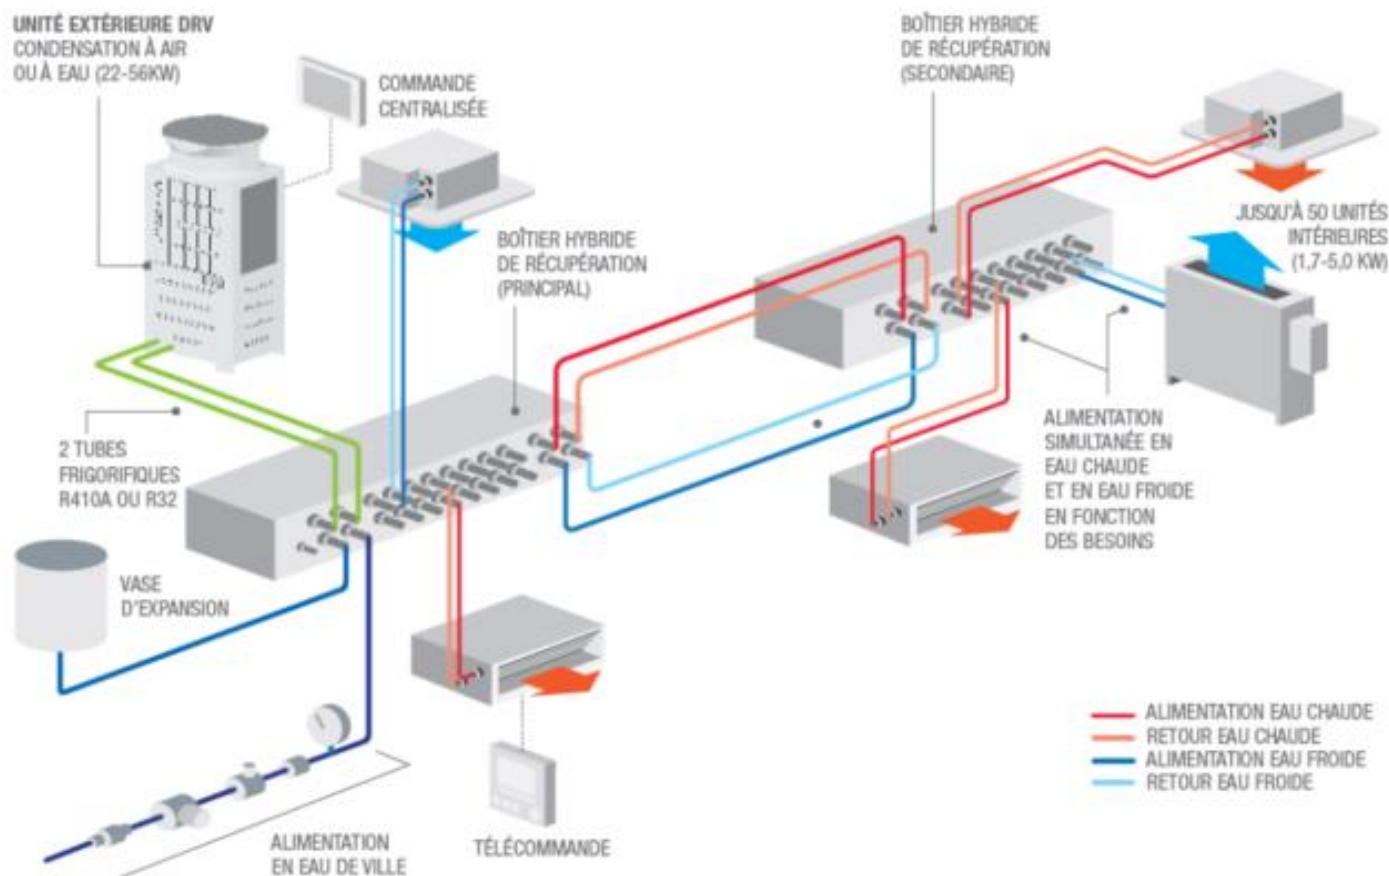 UNITÉ EXTÉRIEURE DRV
CONDENSATION À AIR
OU À EAU (22-56KW)
COMMANDE
CENTRALISÉE
BOÎTIER HYBRIDE
DE RÉCUPÉRATION
(SECONDAIRE)
BOÎTIER HYBRIDE
DE RÉCUPÉRATION
(PRINCIPAL)
JUSQU'À 50 UNITÉS
INTÉRIEURES
(1,7-5,0 KW)
2 TUBES
FRIGORIFIQUES
R410A OU R32
ALIMENTATION
SIMULTANÉE EN
EAU CHAUDE
ET EN EAU FROIDE
EN FONCTION
DES BESOINS
VASE
D'EXPANSION
ALIMENTATION
EN EAU DE VILLE
TÉLÉCOMMANDE
ALIMENTATION EAU CHAUDE
RETOUR EAU CHAUDE
ALIMENTATION EAU FROIDE
RETOUR EAU FROIDE